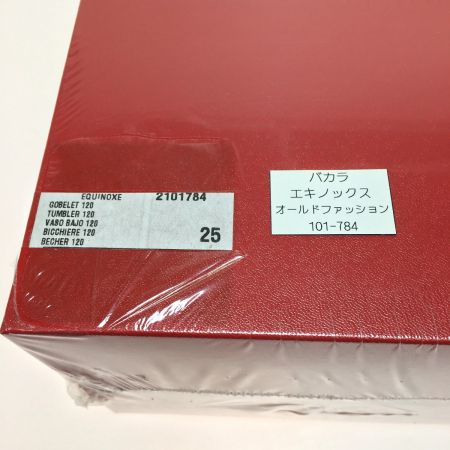 EQUINOXE 2101784
GOBELET 120
TUMBLER 120
VASO BAJO 120
BICCHIERE 120
BECHER 120
25
バカラ
エキノックス
オールドファッション
101-784